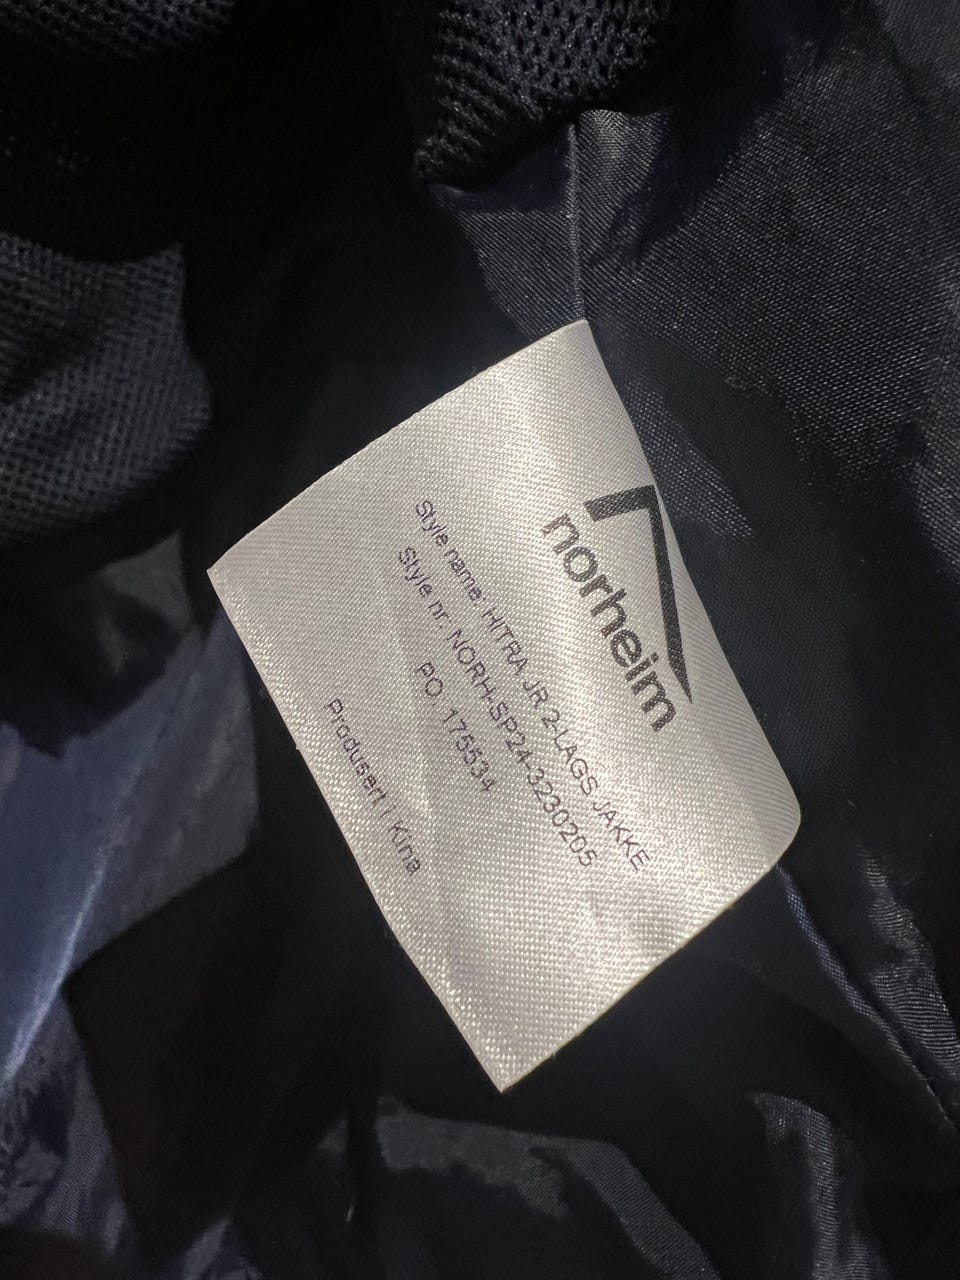 norheim
Style name: HITRA JR 2-LAGS JAKKE
Style nr. NORH-SP24-3230205
PO. 175534
Produsert i Kina